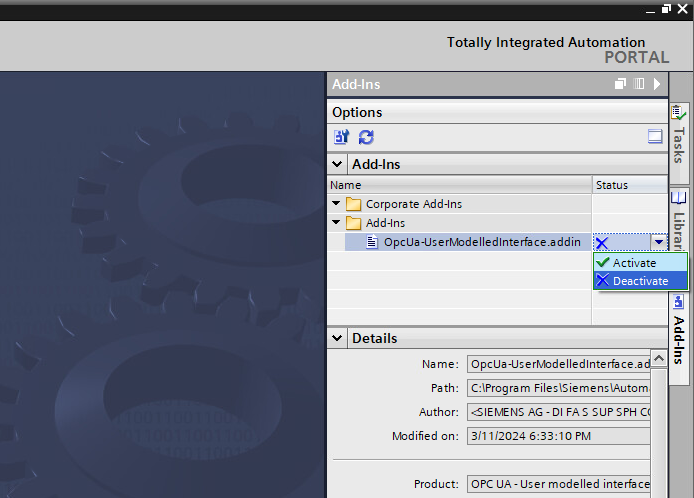 Totally Integrated Automation
PORTAL
Add-Ins
Options
Add-Ins
Name Status
Corporate Add-Ins
Add-Ins
OpcUa-UserModelledInterface.addin
Activate
Deactivate
Details
Name: OpcUa-UserModelledInterface.ad
Path: C:\Program Files\Siemens\Autom
Author: <SIEMENS AG - DI FA S SUP SPH CO
Modified on: 3/11/2024 6:33:10 PM
Product: OPC UA - User modelled interface
Tasks
Librari
Add-Ins